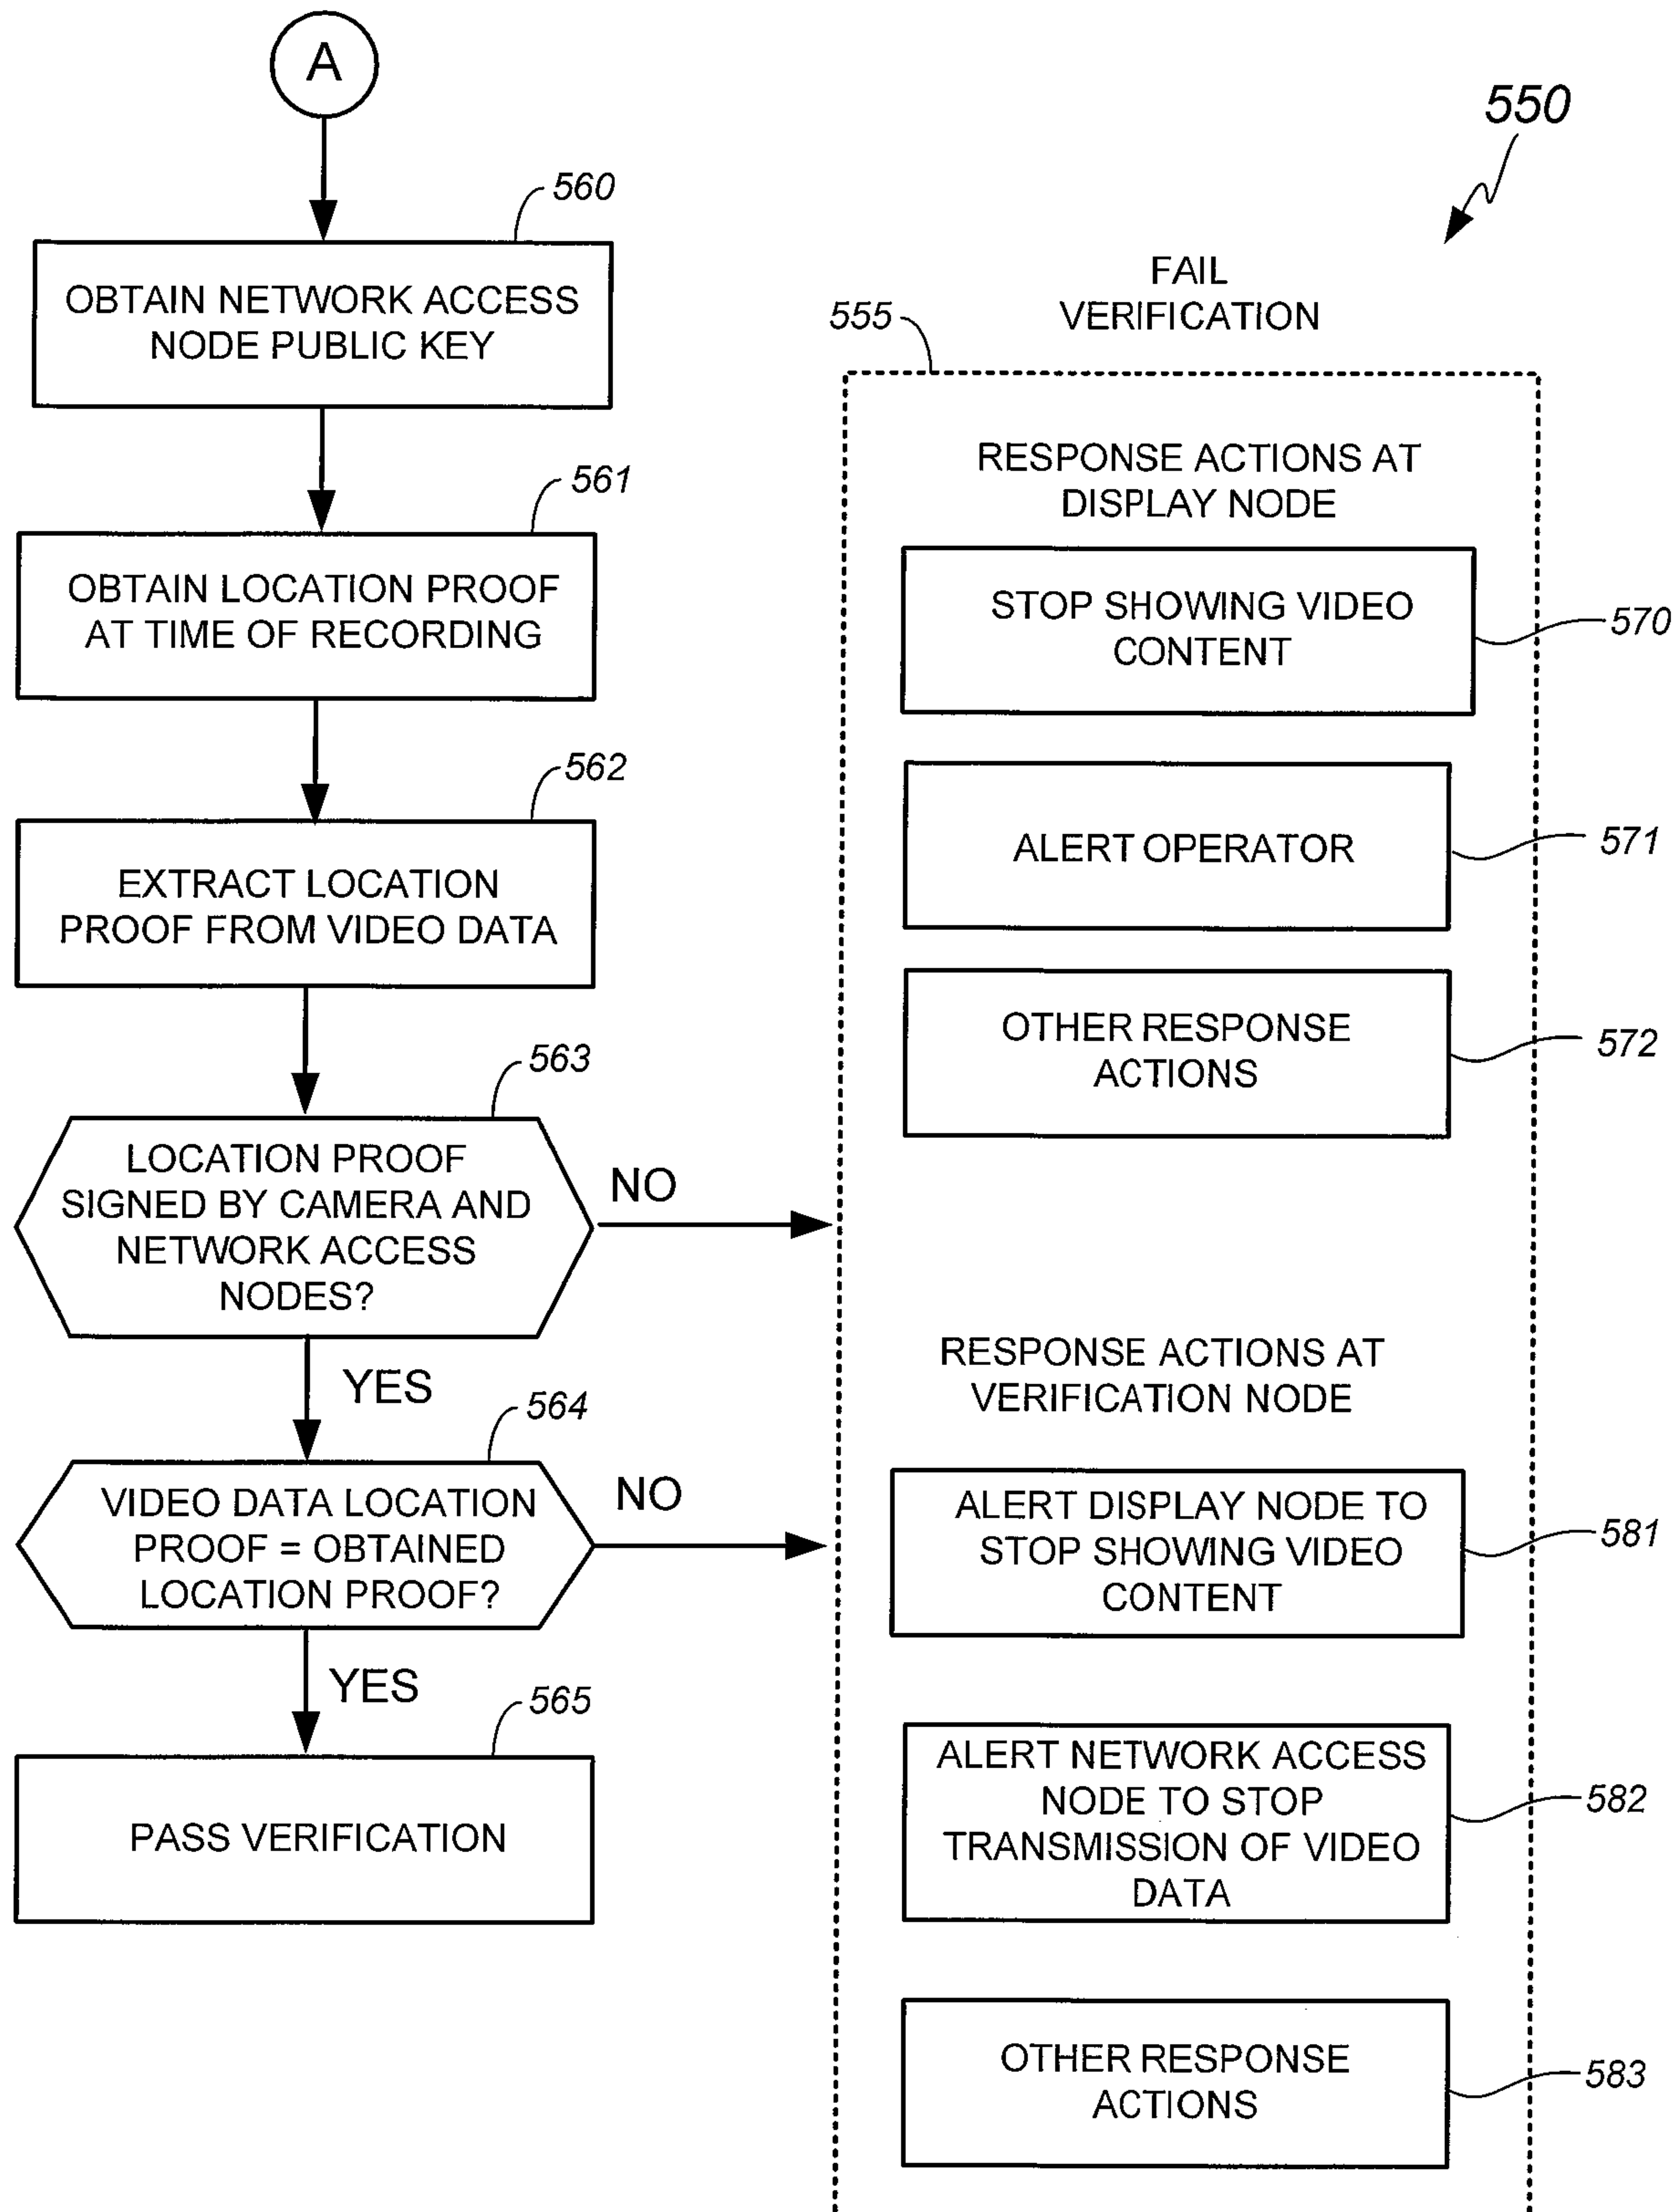 A
550
560
OBTAIN NETWORK ACCESS
NODE PUBLIC KEY
561
OBTAIN LOCATION PROOF
AT TIME OF RECORDING
562
EXTRACT LOCATION
PROOF FROM VIDEO DATA
563
LOCATION PROOF
SIGNED BY CAMERA AND
NETWORK ACCESS
NODES?
NO
YES
564
VIDEO DATA LOCATION
PROOF = OBTAINED
LOCATION PROOF?
NO
YES
565
PASS VERIFICATION
FAIL
VERIFICATION
555
RESPONSE ACTIONS AT
DISPLAY NODE
STOP SHOWING VIDEO
CONTENT
570
ALERT OPERATOR
571
OTHER RESPONSE
ACTIONS
572
RESPONSE ACTIONS AT
VERIFICATION NODE
ALERT DISPLAY NODE TO
STOP SHOWING VIDEO
CONTENT
581
ALERT NETWORK ACCESS
NODE TO STOP
TRANSMISSION OF VIDEO
DATA
582
OTHER RESPONSE
ACTIONS
583